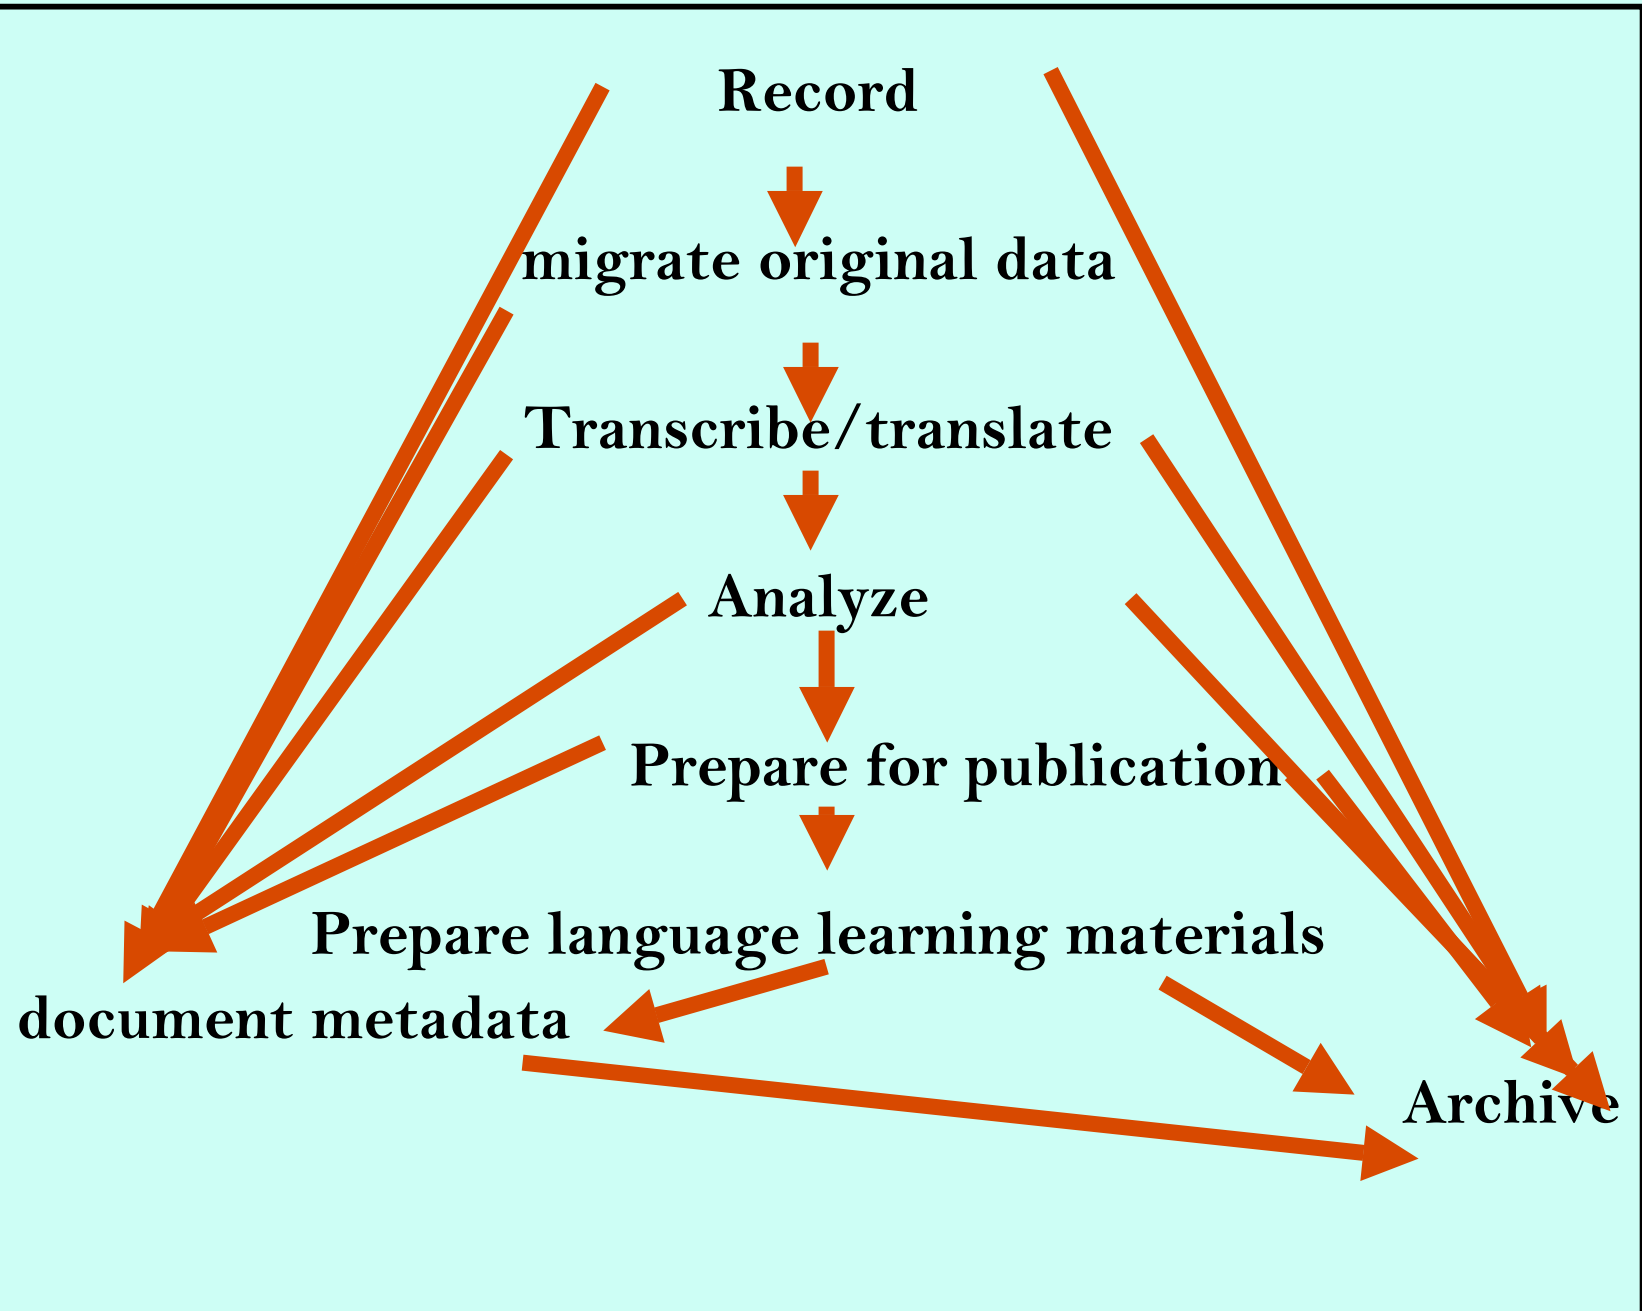 Record
migrate original data
Transcribe/translate
Analyze
Prepare for publication
Prepare language learning materials
document metadata
Archive